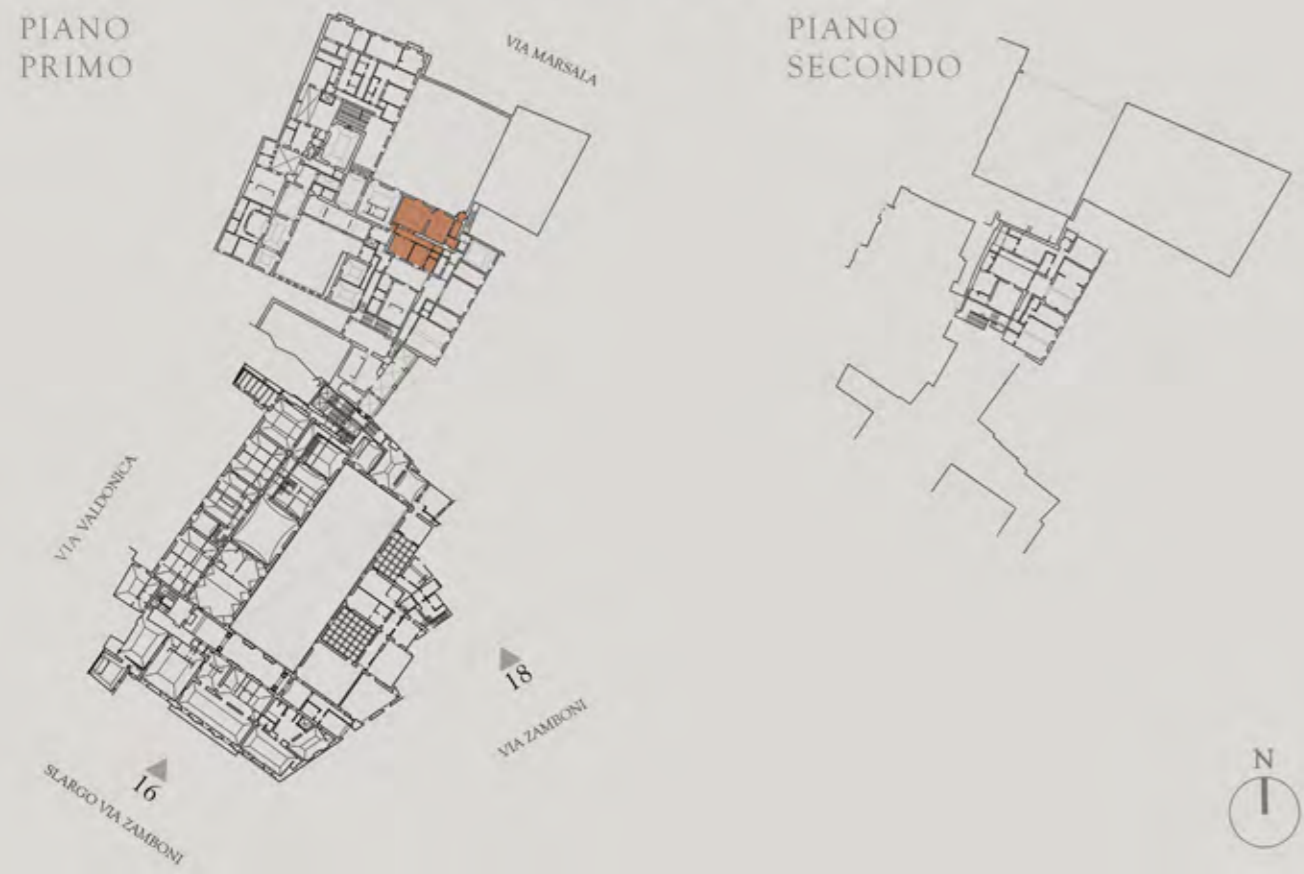 PIANO
PRIMO
VIA MARSALA
PIANO
SECONDO
VIA VALDONICA
18
VIA ZAMBONI
16
SLARGO VIA ZAMBONI
N